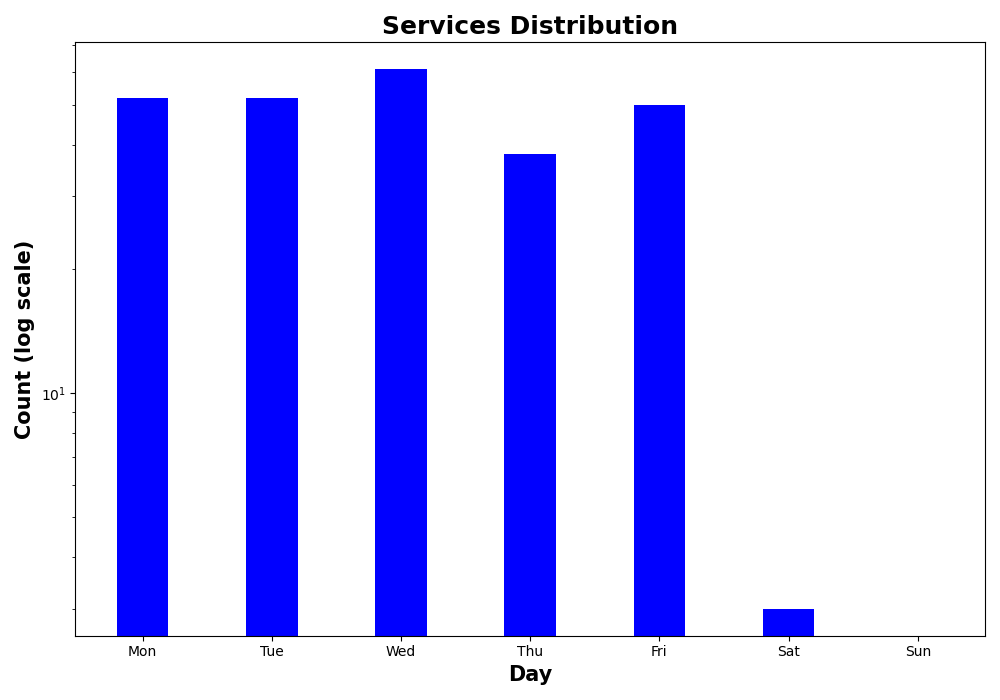 Services Distribution
Count (log scale)
10¹
Mon Tue Wed Thu Fri Sat Sun
Day